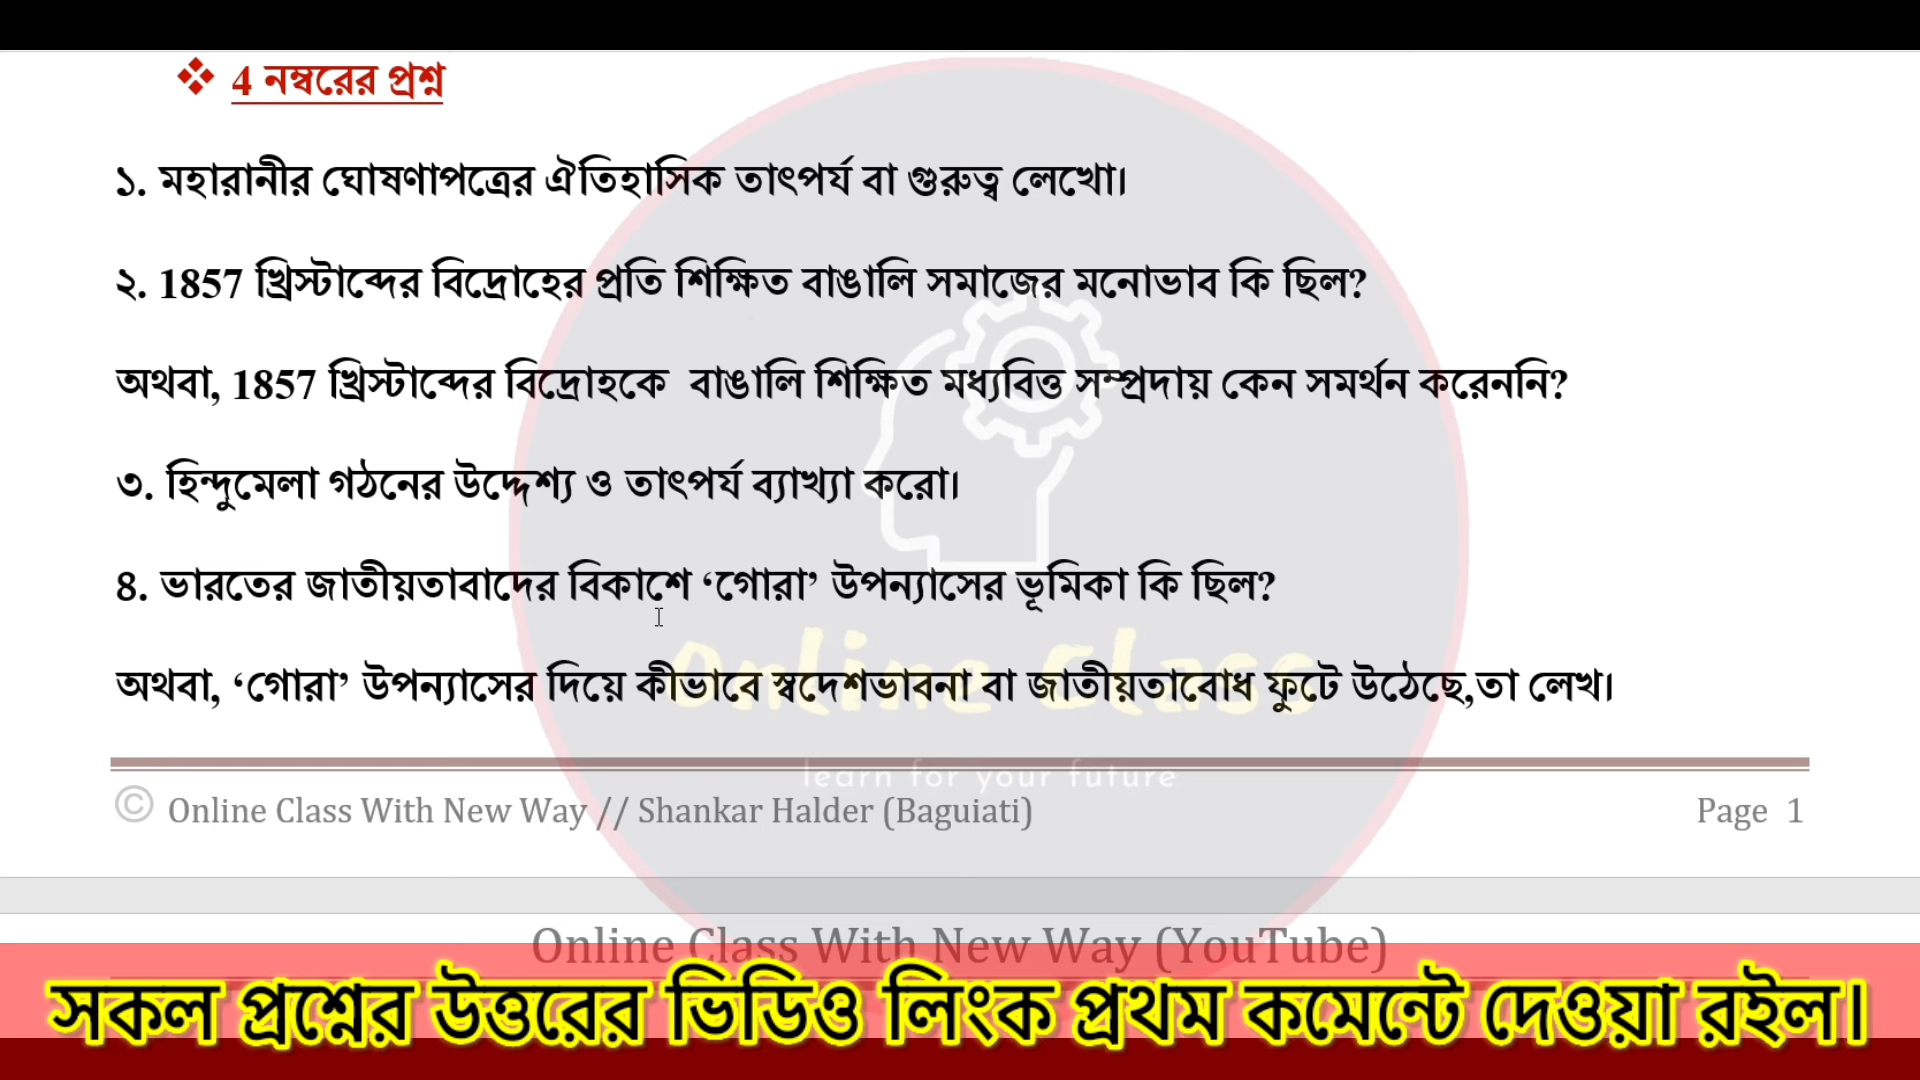 ❖ 4 নম্বরের প্রশ্ন
১. মহারানীর ঘোষণাপত্রের ঐতিহাসিক তাৎপর্য বা গুরুত্ব লেখো।
২. 1857 খ্রিস্টাব্দের বিদ্রোহের প্রতি শিক্ষিত বাঙালি সমাজের মনোভাব কি ছিল?
অথবা, 1857 খ্রিস্টাব্দের বিদ্রোহকে বাঙালি শিক্ষিত মধ্যবিত্ত সম্প্রদায় কেন সমর্থন করেননি?
৩. হিন্দুমেলা গঠনের উদ্দেশ্য ও তাৎপর্য ব্যাখ্যা করো।
৪. ভারতের জাতীয়তাবাদের বিকাশে ‘গোরা’ উপন্যাসের ভূমিকা কি ছিল?
Online Class
অথবা, ‘গোরা’ উপন্যাসের দিয়ে কীভাবে স্বদেশভাবনা বা জাতীয়তাবোধ ফুটে উঠেছে,তা লেখ।
learn for your future
© Online Class With New Way // Shankar Halder (Baguiati) Page 1
Online Class With New Way (YouTube)
সকল প্রশ্নের উত্তরের ভিডিও লিংক প্রথম কমেন্টে দেওয়া রইল।